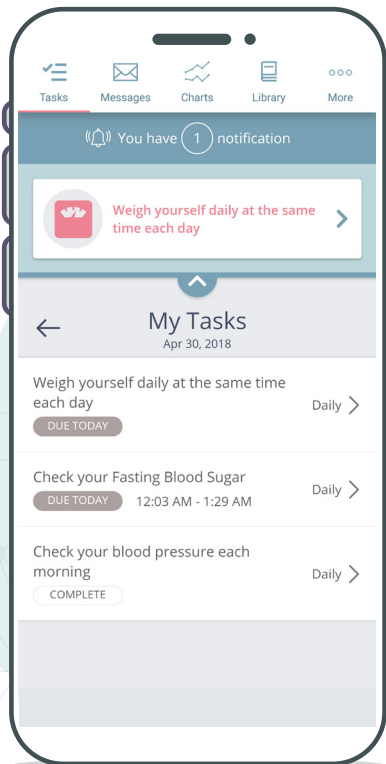 Tasks Messages Charts Library More
You have 1 notification
Weigh yourself daily at the same
time each day
My Tasks
Apr 30, 2018
Weigh yourself daily at the same time
each day
Daily
DUE TODAY
Check your Fasting Blood Sugar
Daily
DUE TODAY 12:03 AM - 1:29 AM
Check your blood pressure each
morning
Daily
COMPLETE